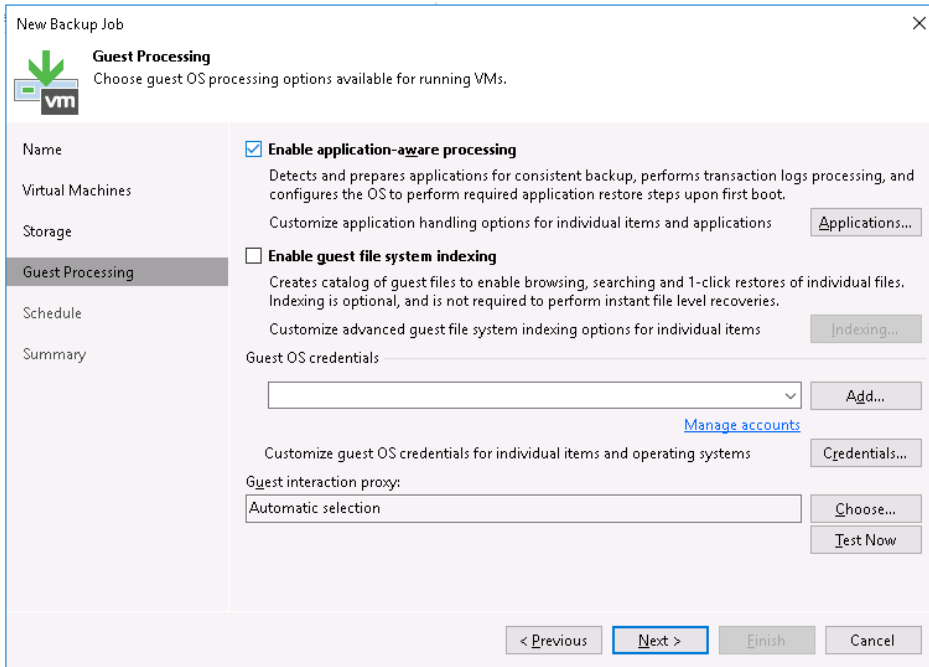 New Backup Job
Guest Processing
Choose guest OS processing options available for running VMs.
vm
Name
Virtual Machines
Storage
Guest Processing
Schedule
Summary
Enable application-aware processing
Detects and prepares applications for consistent backup, performs transaction logs processing, and
configures the OS to perform required application restore steps upon first boot.
Customize application handling options for individual items and applications
Applications...
Enable guest file system indexing
Creates catalog of guest files to enable browsing, searching and 1-click restores of individual files.
Indexing is optional, and is not required to perform instant file level recoveries.
Customize advanced guest file system indexing options for individual items
Indexing...
Guest OS credentials
Add...
Manage accounts
Customize guest OS credentials for individual items and operating systems
Credentials...
Guest interaction proxy:
Automatic selection
Choose...
Test Now
< Previous
Next >
Finish
Cancel